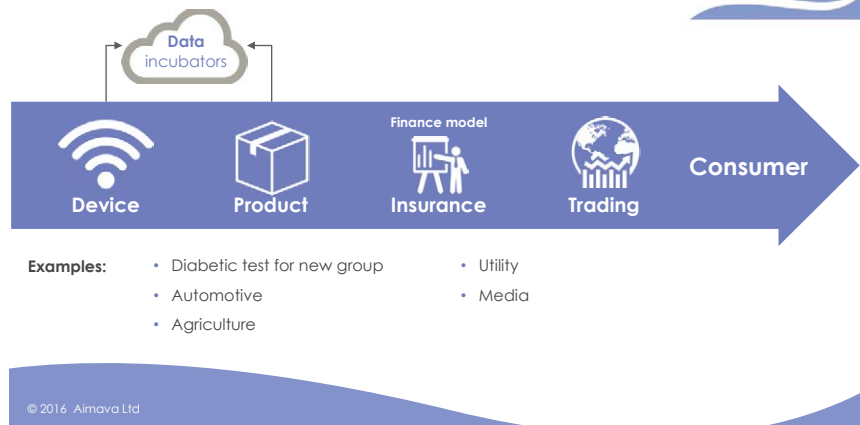 Data
incubators
Finance model
Device
Product
Insurance
Trading
Consumer
Examples:
• Diabetic test for new group
• Automotive
• Agriculture
• Utility
• Media
© 2016 Aimava Ltd